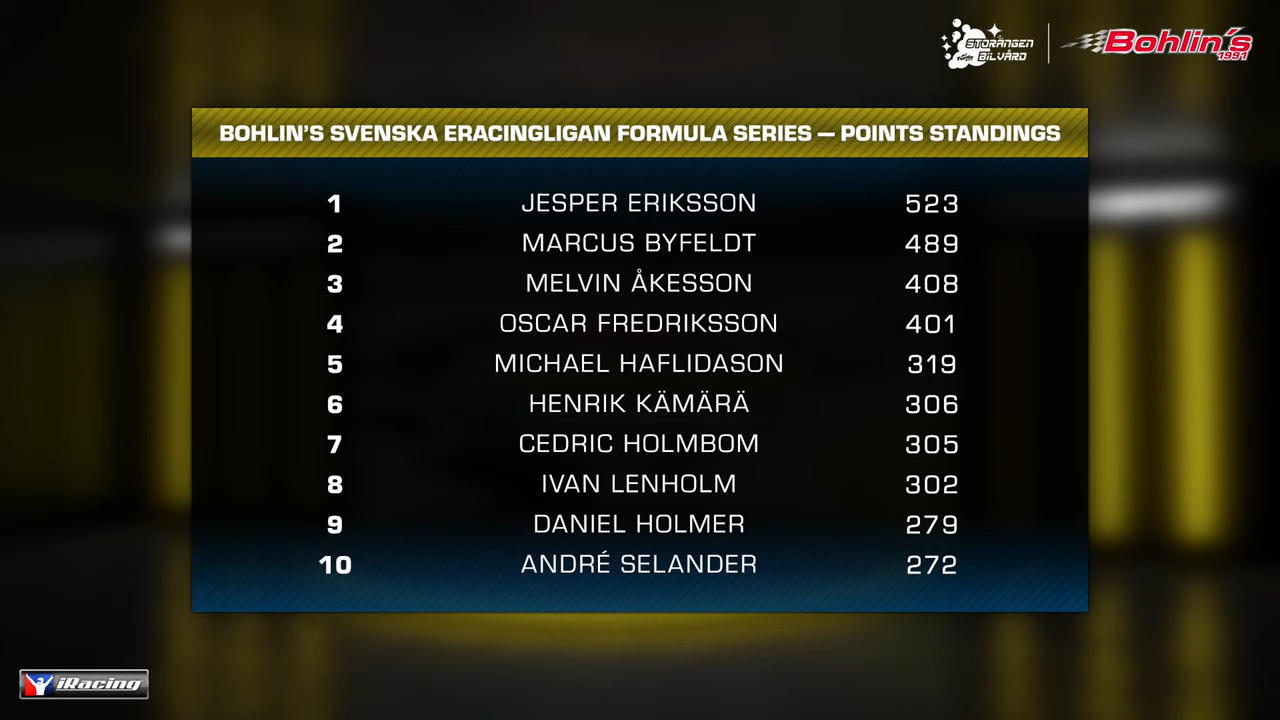 STORÄNGEN
BILVÅRD
Bohlin´s
1991
BOHLIN'S SVENSKA ERACINGLIGAN FORMULA SERIES – POINTS STANDINGS
1 JESPER ERIKSSON 523
2 MARCUS BYFELDT 489
3 MELVIN ÅKESSON 408
4 OSCAR FREDRIKSSON 401
5 MICHAEL HAFLIDASON 319
6 HENRIK KÄMÄRÄ 306
7 CEDRIC HOLMBOM 305
8 IVAN LENHOLM 302
9 DANIEL HOLMER 279
10 ANDRÉ SELANDER 272
iRacing